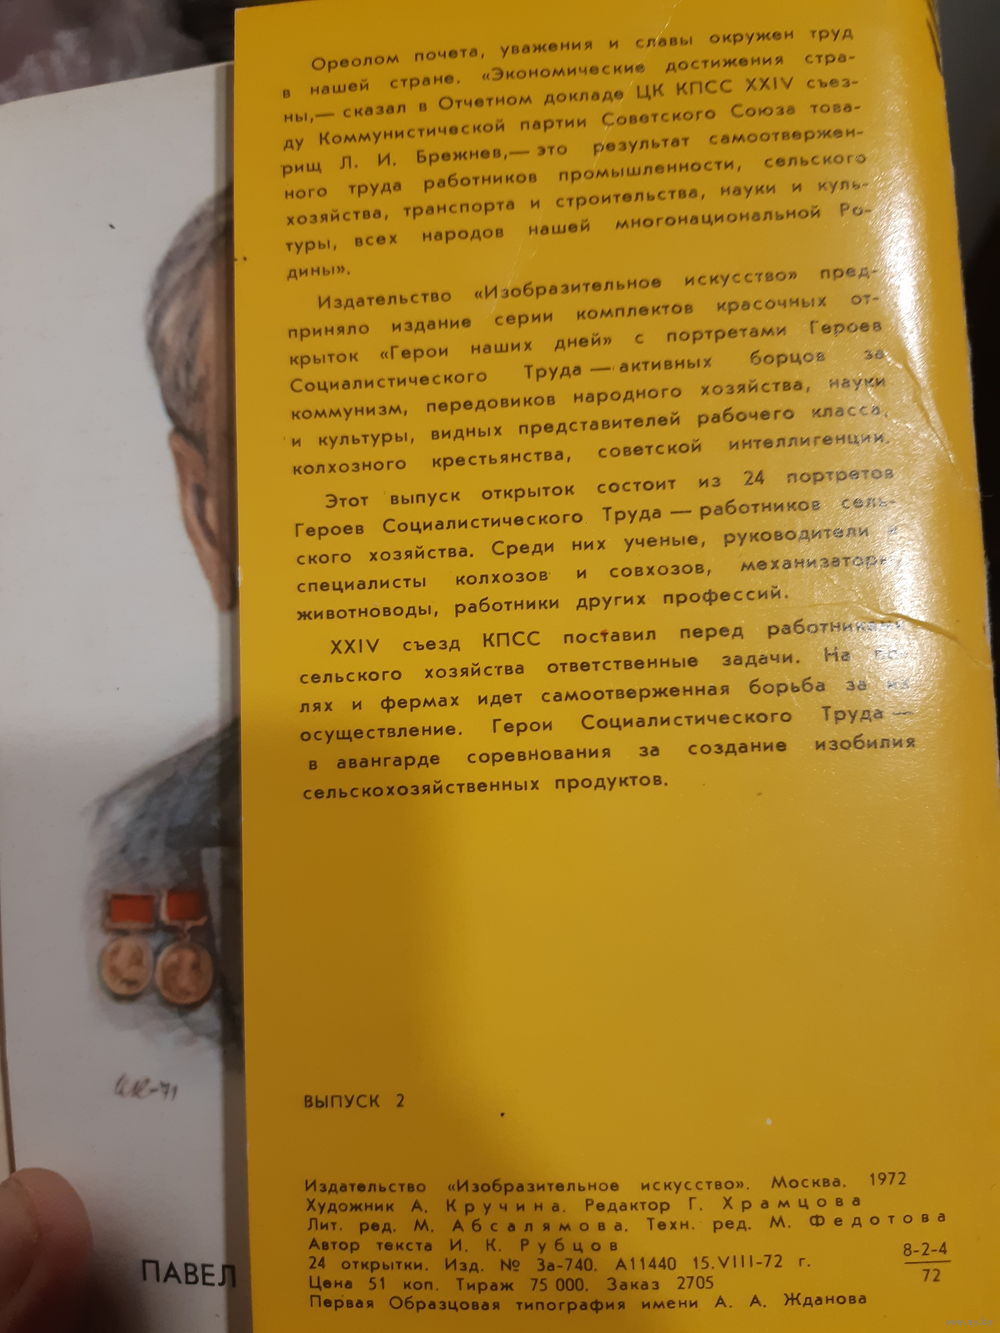 Ореолом почета, уважения и славы окружен труд
в нашей стране. «Экономические достижения стра-
ны,— сказал в Отчетном докладе ЦК КПСС XXIV съез-
ду Коммунистической партии Советского Союза това-
рищ Л. И. Брежнев,— это результат самоотвержен-
ного труда работников промышленности, сельского
хозяйства, транспорта и строительства, науки и куль-
туры, всех народов нашей многонациональной Ро-
дины».
Издательство «Изобразительное искусство» пред-
приняло издание серии комплектов красочных от-
крыток «Герои наших дней» с портретами Героев
Социалистического Труда — активных борцов за
коммунизм, передовиков народного хозяйства, науки
и культуры, видных представителей рабочего класса,
колхозного крестьянства, советской интеллигенции.
Этот выпуск открыток состоит из 24 портретов
Героев Социалистического Труда — работников сель-
ского хозяйства. Среди них ученые, руководители и
специалисты колхозов и совхозов, механизаторы,
животноводы, работники других профессий.
XXIV съезд КПСС поставил перед работниками
сельского хозяйства ответственные задачи. На по-
лях и фермах идет самоотверженная борьба за их
осуществление. Герои Социалистического Труда —
в авангарде соревнования за создание изобилия
сельскохозяйственных продуктов.
ВЫПУСК 2
Издательство «Изобразительное искусство». Москва. 1972
Художник А. Кручина. Редактор Г. Храмцова
Лит. ред. М. Абсалямова. Техн. ред. М. Федотова
Автор текста И. К. Рубцов
24 открытки. Изд. № 3а-740. А11440 15.VIII-72 г.
Цена 51 коп. Тираж 75 000. Заказ 2705
Первая Образцовая типография имени А. А. Жданова
8-2-4
72
ПАВЕЛ